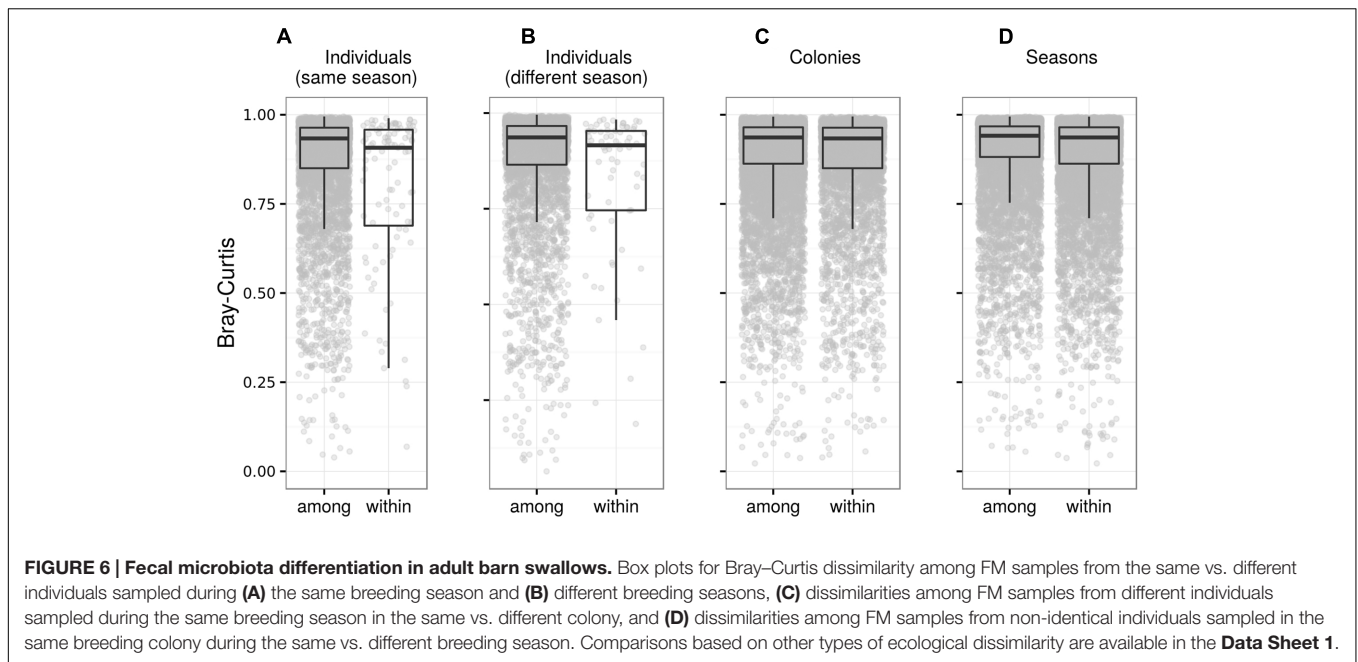 A
Individuals
(same season)
B
Individuals
(different season)
C
Colonies
D
Seasons
Bray-Curtis
1.00
0.75
0.50
0.25
0.00
among within
among within
among within
among within
FIGURE 6 | Fecal microbiota differentiation in adult barn swallows. Box plots for Bray–Curtis dissimilarity among FM samples from the same vs. different
individuals sampled during (A) the same breeding season and (B) different breeding seasons, (C) dissimilarities among FM samples from different individuals
sampled during the same breeding season in the same vs. different colony, and (D) dissimilarities among FM samples from non-identical individuals sampled in the
same breeding colony during the same vs. different breeding season. Comparisons based on other types of ecological dissimilarity are available in the Data Sheet 1.